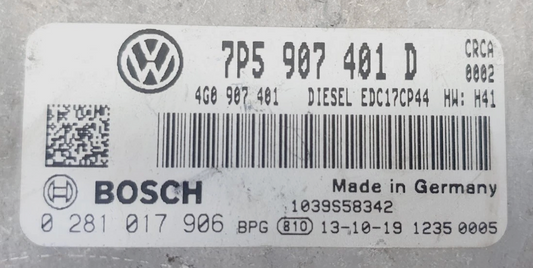 7P5 907 401 D CRCA
0002
4G0 907 401 DIESEL EDC17CP44 HW: H41
BOSCH Made in Germany
1039S58342
0 281 017 906 BPG 810 13-10-19 1235 0005